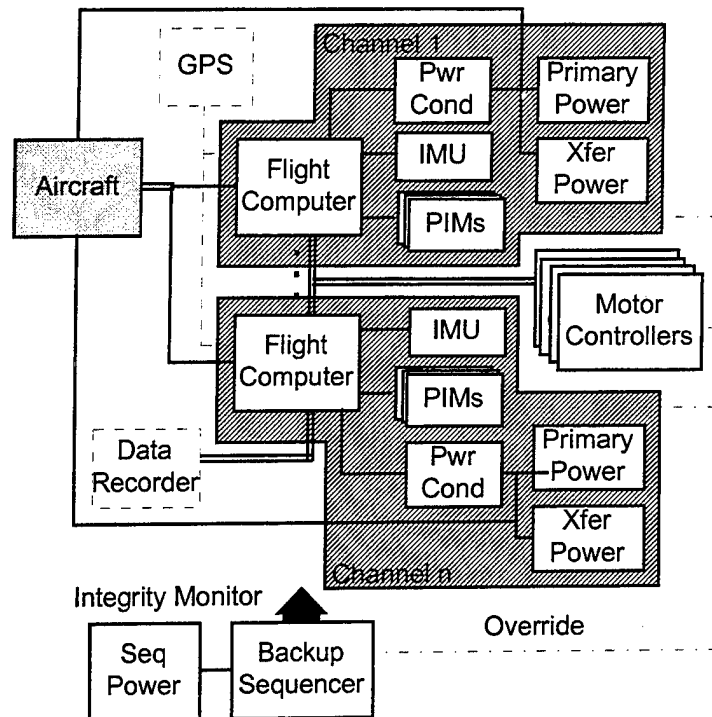 Channel 1
GPS
Pwr
Cond
Primary
Power
Aircraft
Flight
Computer
IMU
Xfer
Power
PIMs
Motor
Controllers
Flight
Computer
IMU
PIMs
Data
Recorder
Pwr
Cond
Primary
Power
Xfer
Power
Channel n
Integrity Monitor
Seq
Power
Backup
Sequencer
Override